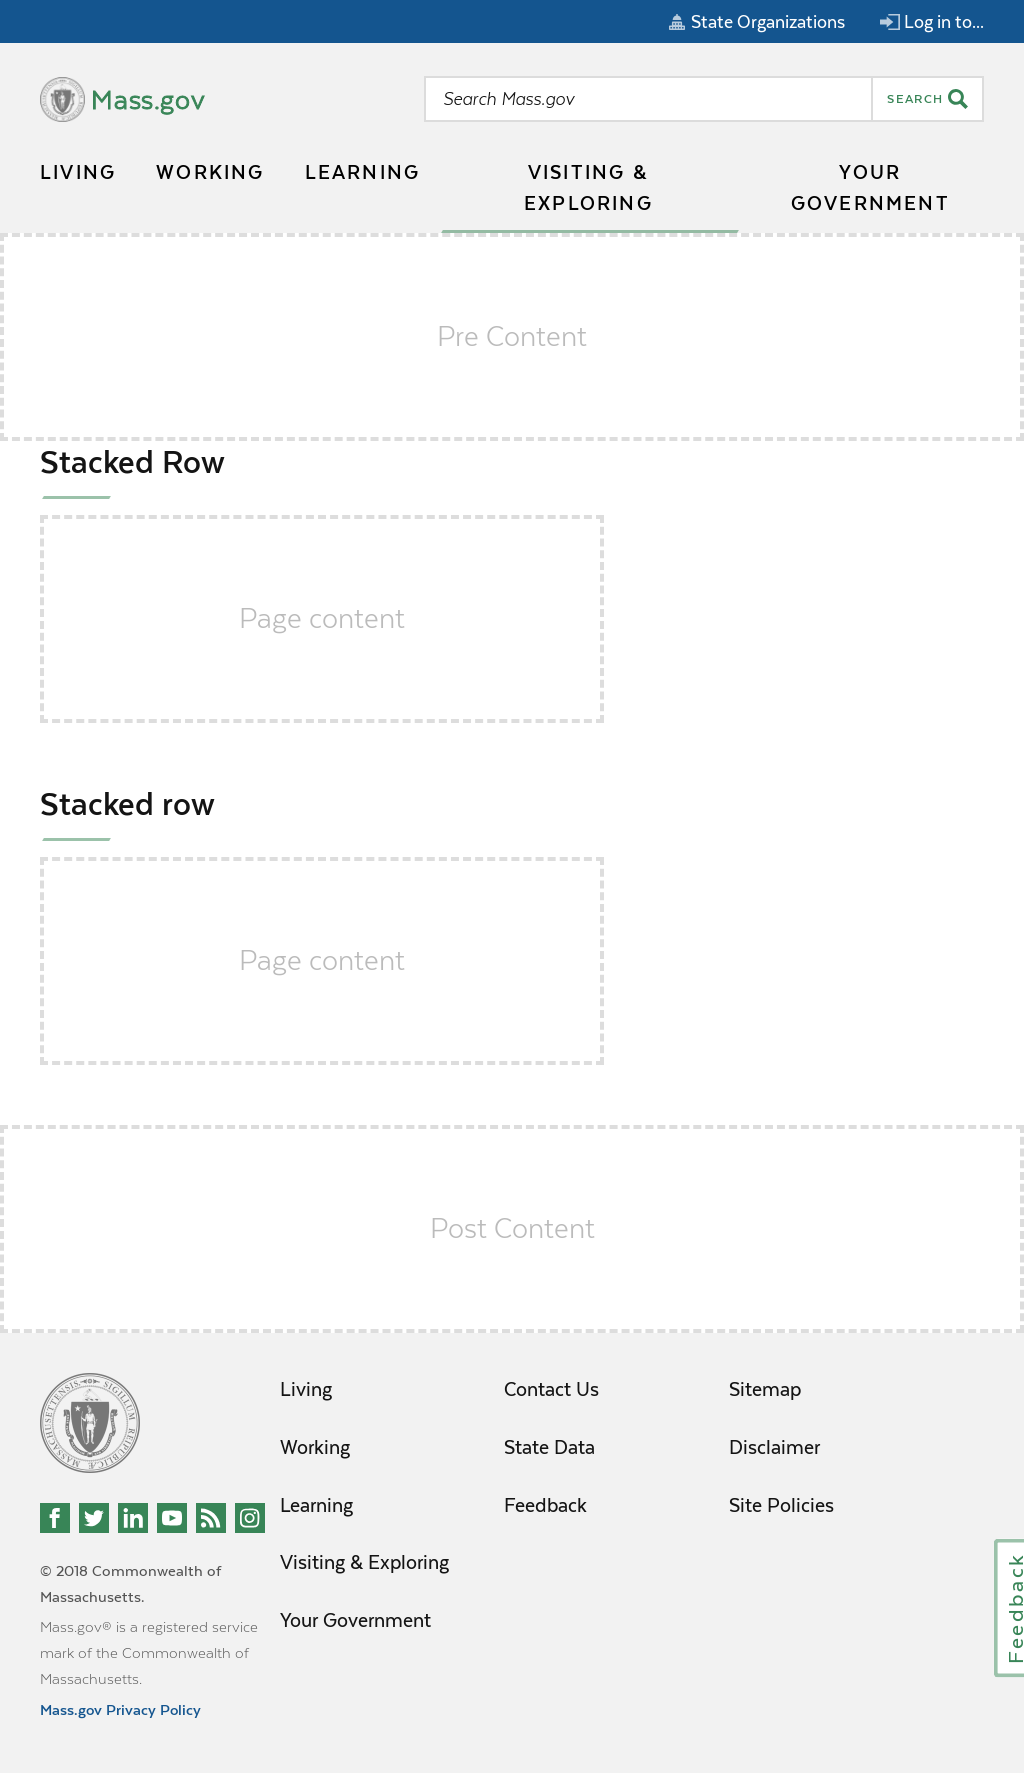 State Organizations
Log in to...
Mass.gov
Search Mass.gov
SEARCH
LIVING
WORKING
LEARNING
VISITING &
EXPLORING
YOUR
GOVERNMENT
Pre Content
Stacked Row
Page content
Stacked row
Page content
Post Content
Living
Contact Us
Sitemap
Working
State Data
Disclaimer
Learning
Feedback
Site Policies
Visiting & Exploring
Your Government
© 2018 Commonwealth of
Massachusetts.
Mass.gov® is a registered service
mark of the Commonwealth of
Massachusetts.
Mass.gov Privacy Policy
Feedback